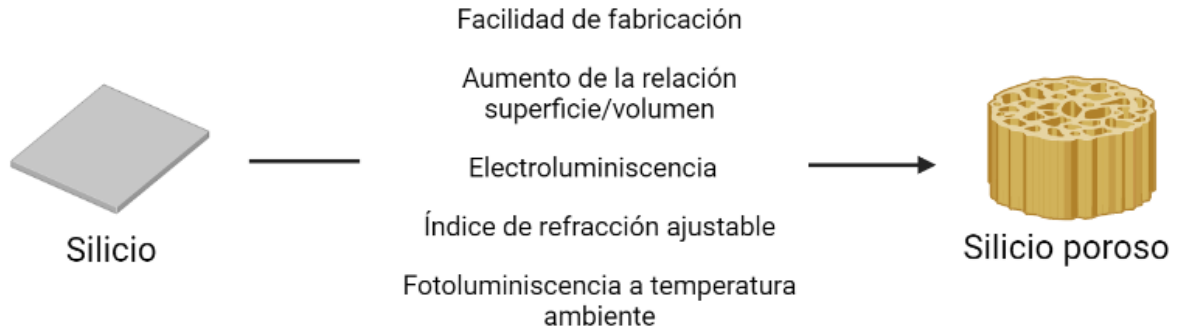 Facilidad de fabricación
Aumento de la relación
superficie/volumen
Electroluminiscencia
Índice de refracción ajustable
Fotoluminiscencia a temperatura
ambiente
Silicio
Silicio poroso